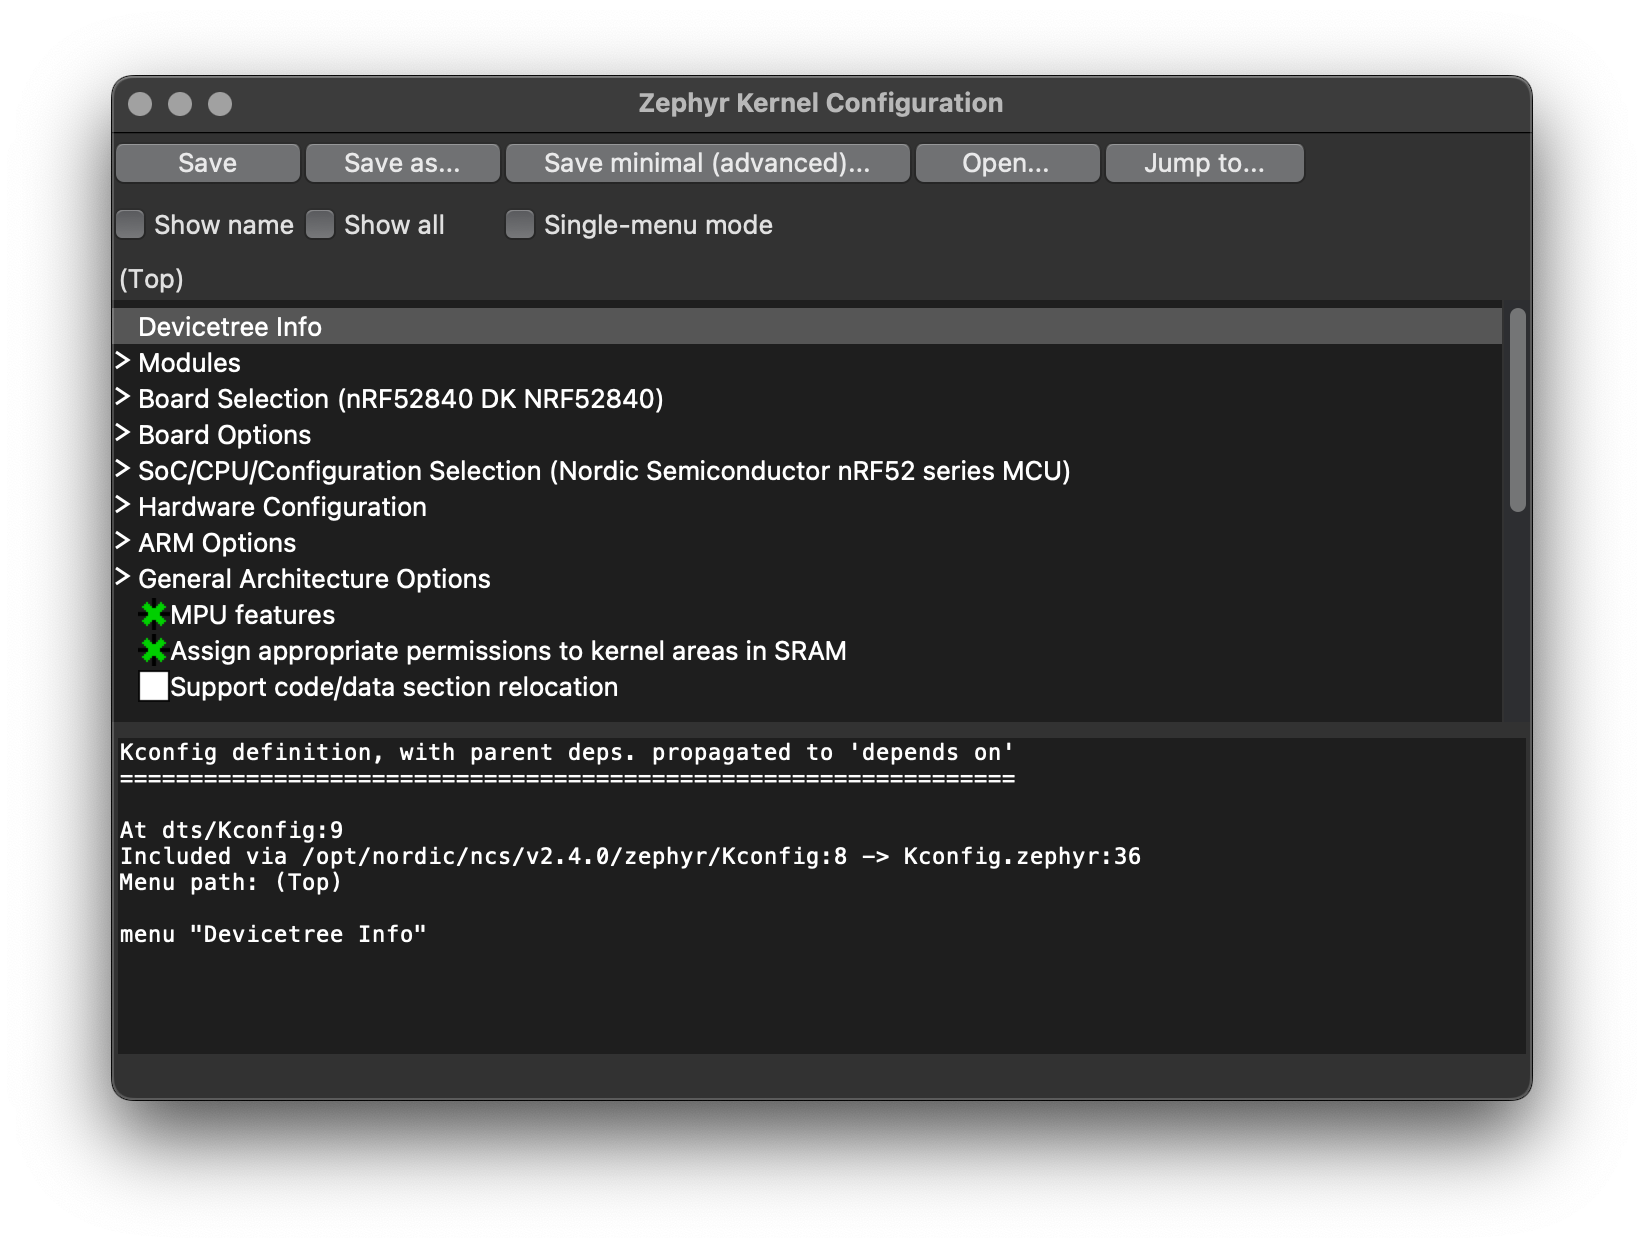 Zephyr Kernel Configuration
Save Save as... Save minimal (advanced)... Open... Jump to...
Show name Show all Single-menu mode
(Top)
Devicetree Info
> Modules
> Board Selection (nRF52840 DK NRF52840)
> Board Options
> SoC/CPU/Configuration Selection (Nordic Semiconductor nRF52 series MCU)
> Hardware Configuration
> ARM Options
> General Architecture Options
MPU features
Assign appropriate permissions to kernel areas in SRAM
Support code/data section relocation
Kconfig definition, with parent deps. propagated to 'depends on'
================================================================
At dts/Kconfig:9
Included via /opt/nordic/ncs/v2.4.0/zephyr/Kconfig:8 -> Kconfig.zephyr:36
Menu path: (Top)
menu "Devicetree Info"